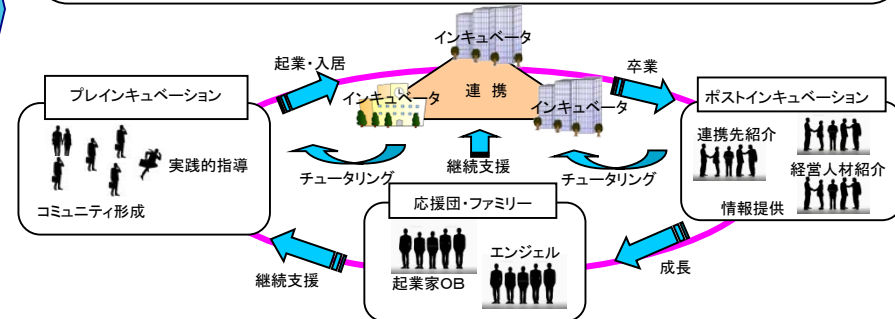 インキュベータ
起業・入居
卒業
プレインキュベーション
インキュベータ
連 携
インキュベータ
ポストインキュベーション
連携先紹介
実践的指導
経営人材紹介
チュータリング
継続支援
チュータリング
コミュニティ形成
応援団・ファミリー
情報提供
エンジェル
継続支援
起業家OB
成長